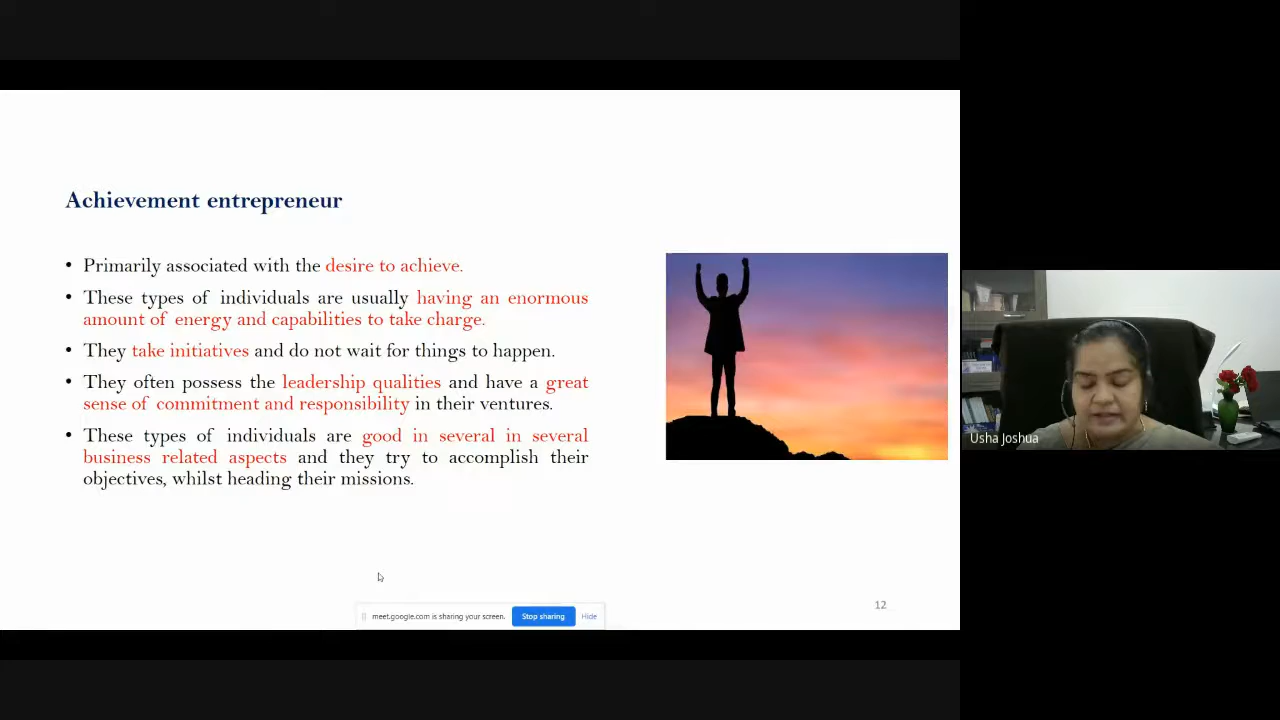 Achievement entrepreneur
• Primarily associated with the desire to achieve.
• These types of individuals are usually having an enormous
amount of energy and capabilities to take charge.
• They take initiatives and do not wait for things to happen.
• They often possess the leadership qualities and have a great
sense of commitment and responsibility in their ventures.
• These types of individuals are good in several in several
business related aspects and they try to accomplish their
objectives, whilst heading their missions.
Usha Joshua
12
meet.google.com is sharing your screen.
Stop sharing
Hide